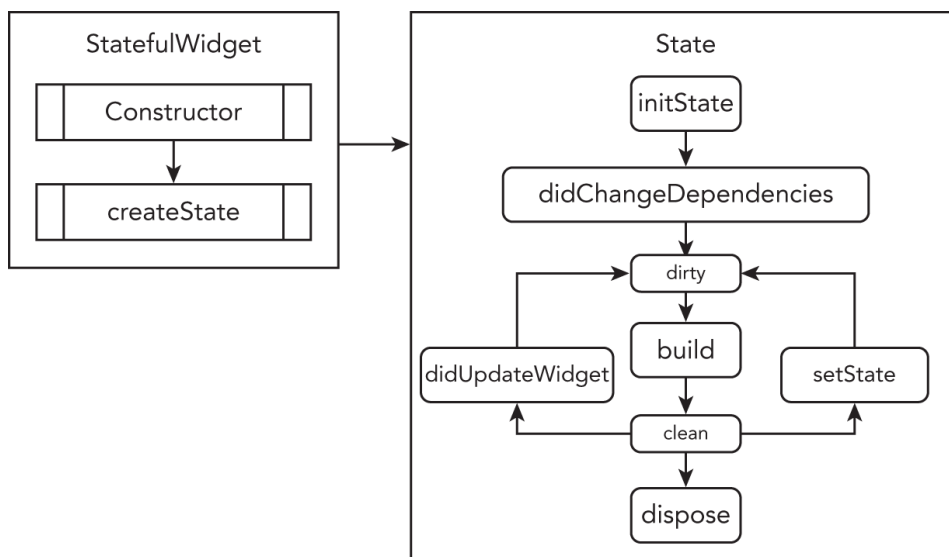 StatefulWidget
Constructor
createState
State
initState
didChangeDependencies
dirty
build
didUpdateWidget
setState
clean
dispose